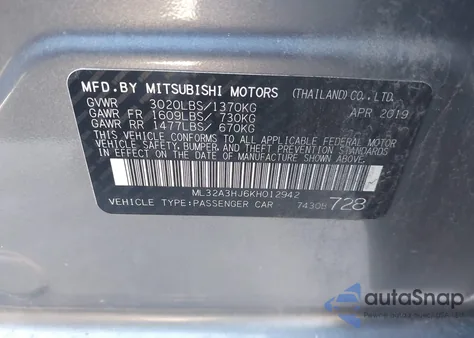 MFD.BY MITSUBISHI MOTORS (THAILAND) CO., LTD.
GVWR 3020LBS/1370KG APR 2019
GAWR FR 1609LBS/ 730KG
GAWR RR 1477LBS/ 670KG
THIS VEHICLE CONFORMS TO ALL APPLICABLE FEDERAL MOTOR
VEHICLE SAFETY, BUMPER, AND THEFT PREVENTION STANDARDS
IN EFFECT ON THE DATE OF MANUFACTURE SHOWN ABOVE.
ML32A3HJ6KH012942
VEHICLE TYPE:PASSENGER CAR 7430B 728
autoSnap